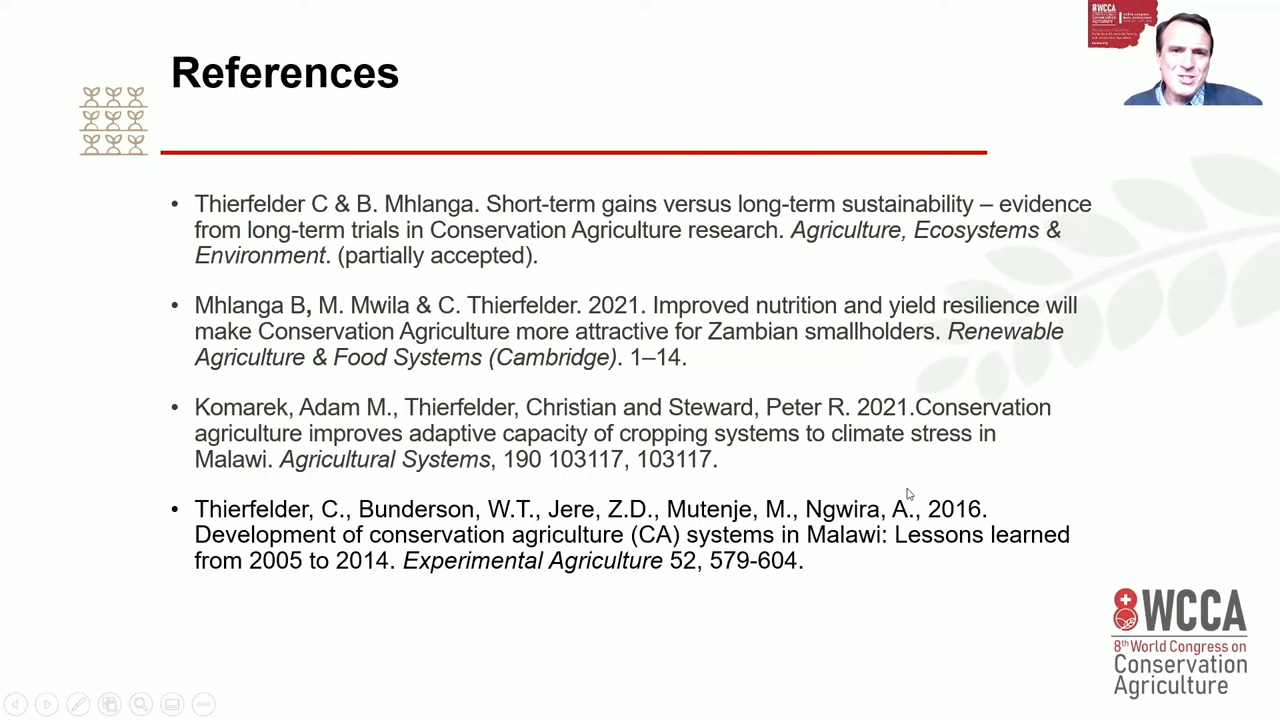 8WCCA
References
• Thierfelder C & B. Mhlanga. Short-term gains versus long-term sustainability – evidence
from long-term trials in Conservation Agriculture research. Agriculture, Ecosystems &
Environment. (partially accepted).
• Mhlanga B, M. Mwila & C. Thierfelder. 2021. Improved nutrition and yield resilience will
make Conservation Agriculture more attractive for Zambian smallholders. Renewable
Agriculture & Food Systems (Cambridge). 1–14.
• Komarek, Adam M., Thierfelder, Christian and Steward, Peter R. 2021.Conservation
agriculture improves adaptive capacity of cropping systems to climate stress in
Malawi. Agricultural Systems, 190 103117, 103117.
• Thierfelder, C., Bunderson, W.T., Jere, Z.D., Mutenje, M., Ngwira, A., 2016.
Development of conservation agriculture (CA) systems in Malawi: Lessons learned
from 2005 to 2014. Experimental Agriculture 52, 579-604.
8WCCA
8th World Congress on
Conservation
Agriculture